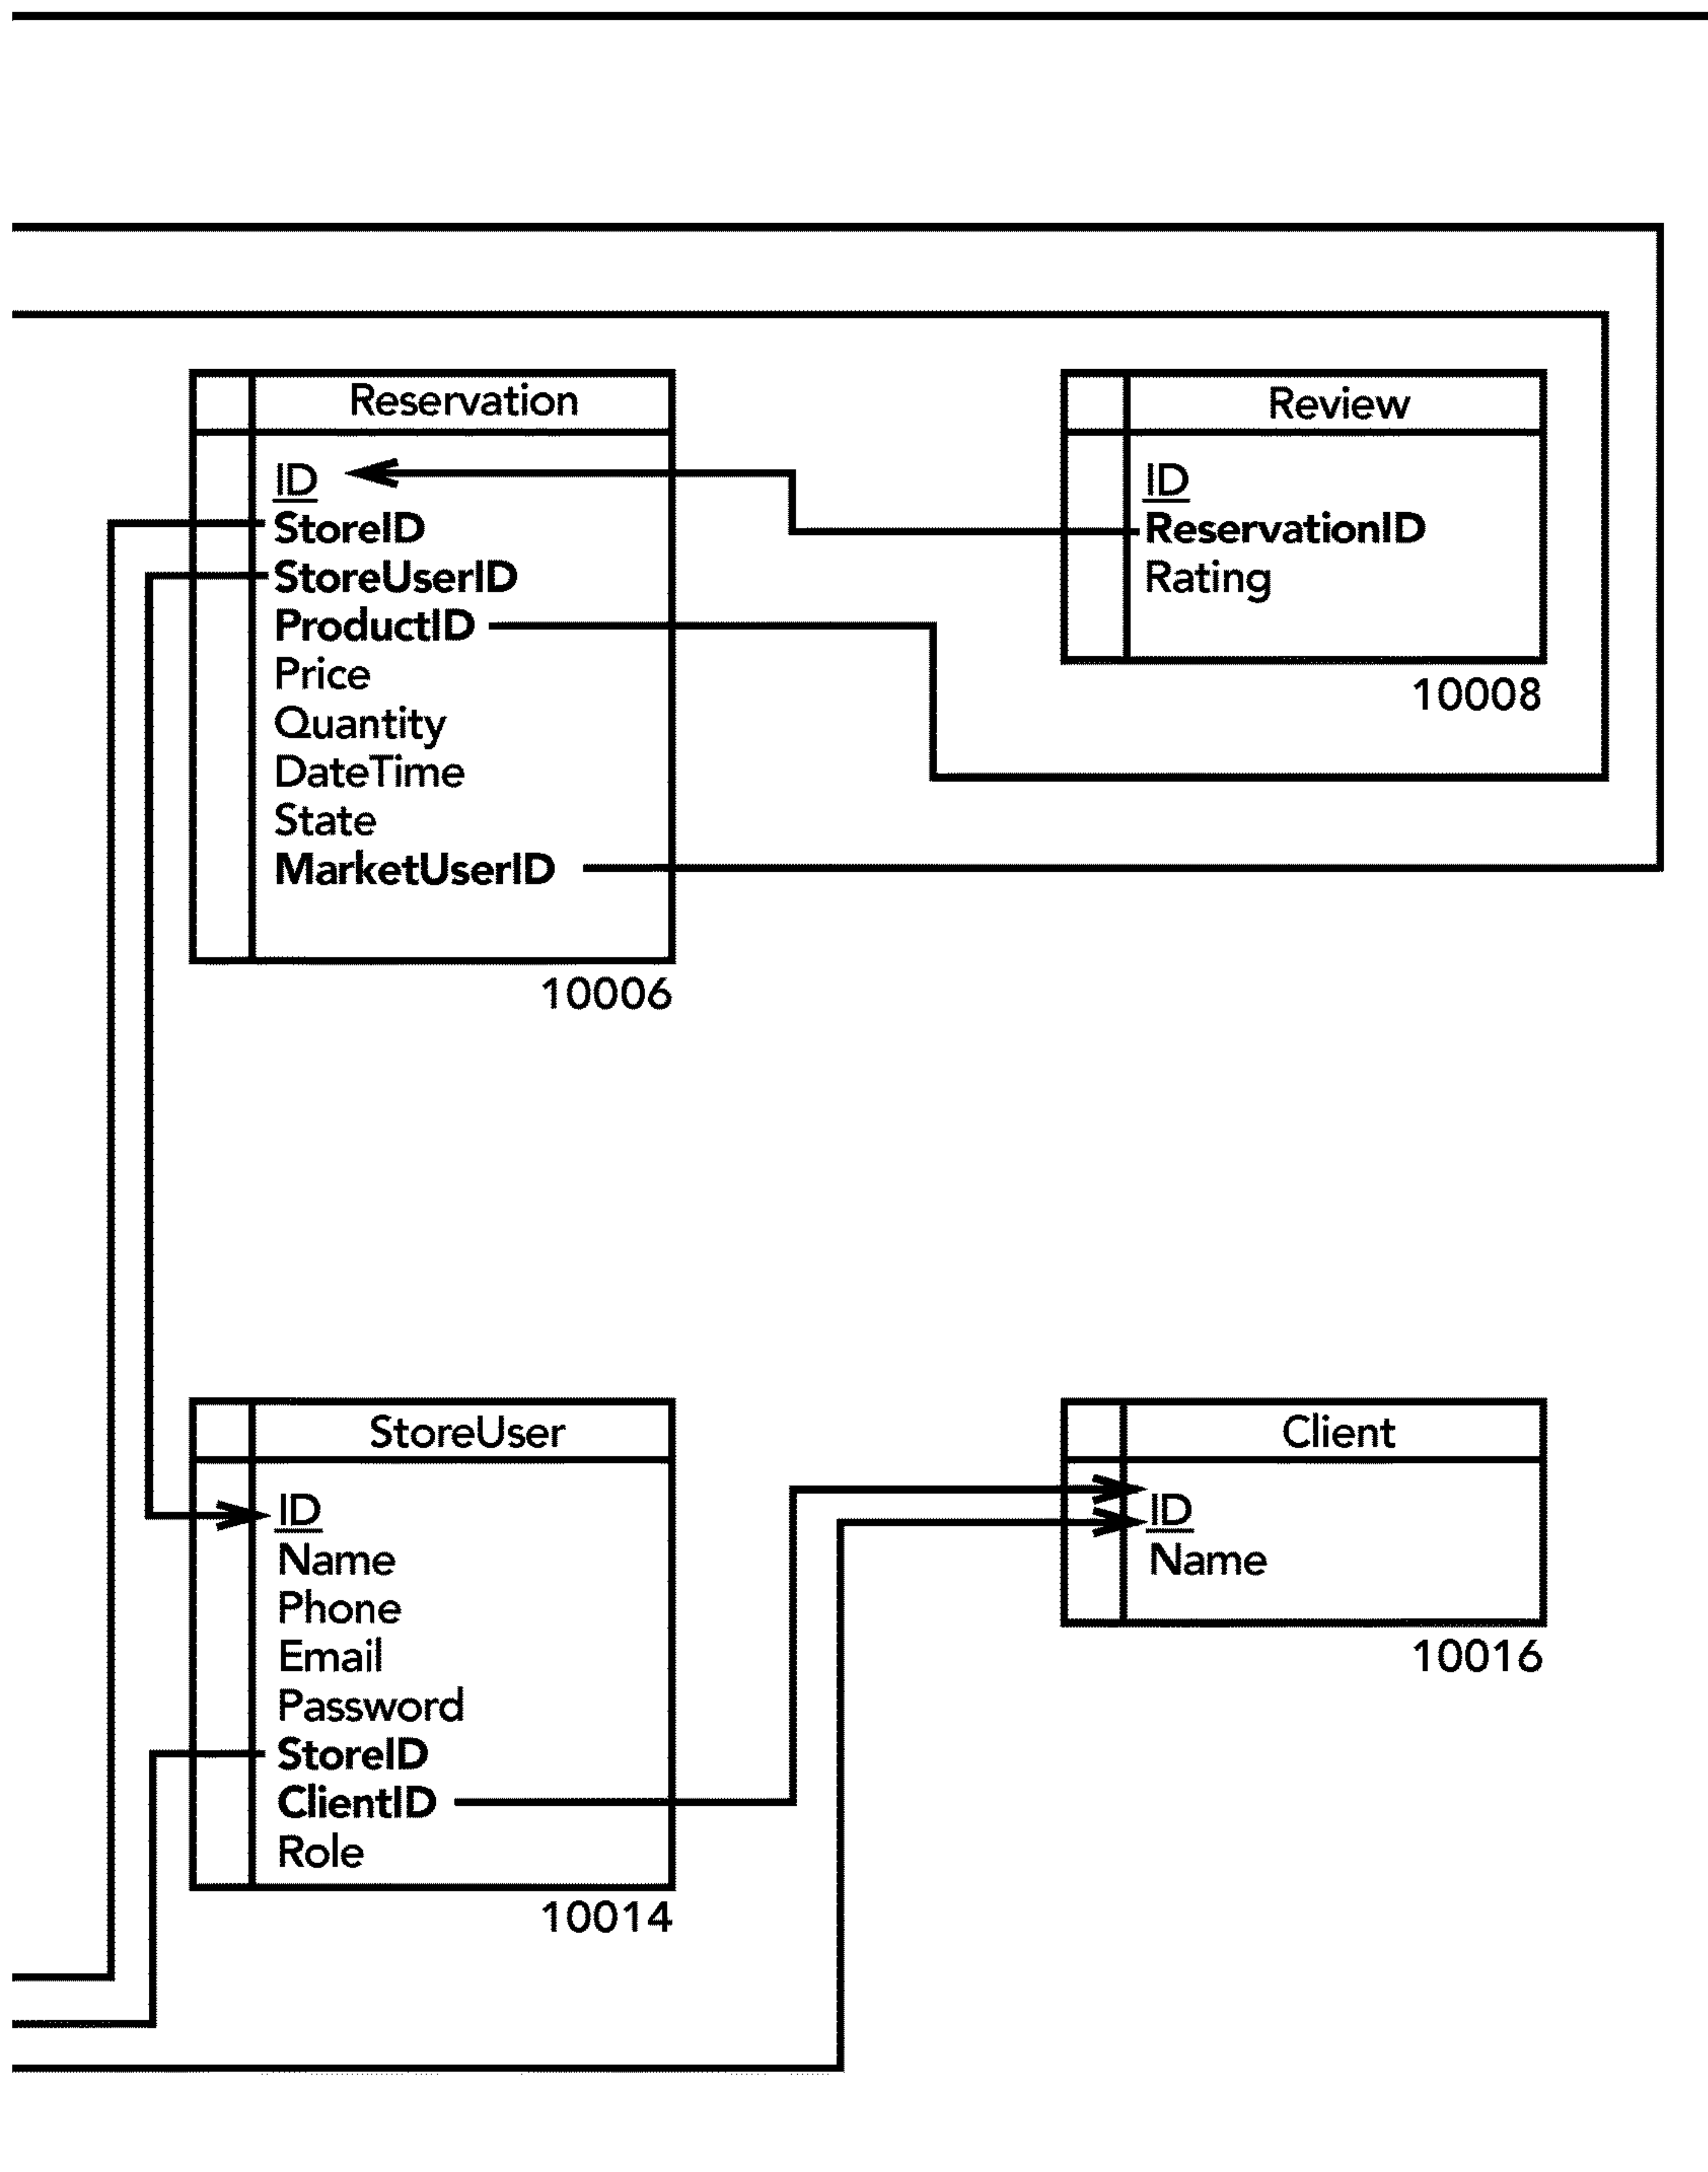 Reservation
ID
StoreID
StoreUserID
ProductID
Price
Quantity
DateTime
State
MarketUserID
10006
Review
ID
ReservationID
Rating
10008
StoreUser
ID
Name
Phone
Email
Password
StoreID
ClientID
Role
10014
Client
ID
Name
10016